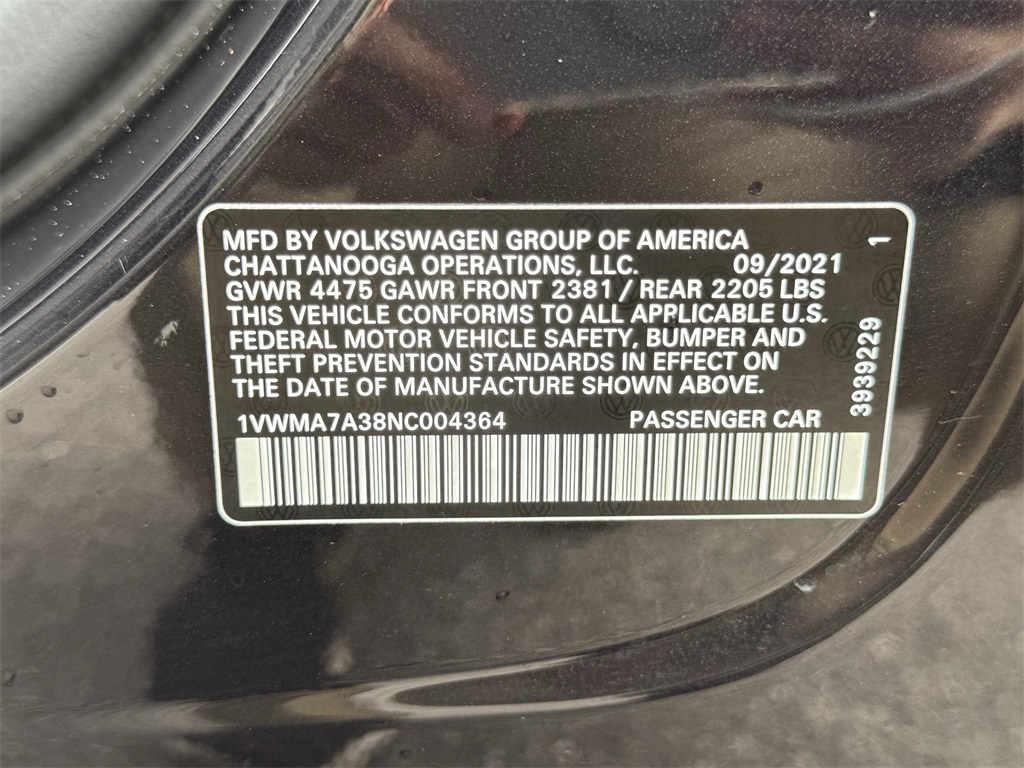 MFD BY VOLKSWAGEN GROUP OF AMERICA
CHATTANOOGA OPERATIONS, LLC. 09/2021
GVWR 4475 GAWR FRONT 2381 / REAR 2205 LBS
THIS VEHICLE CONFORMS TO ALL APPLICABLE U.S.
FEDERAL MOTOR VEHICLE SAFETY, BUMPER AND
THEFT PREVENTION STANDARDS IN EFFECT ON
THE DATE OF MANUFACTURE SHOWN ABOVE.
1VWMA7A38NC004364 PASSENGER CAR
3939229 1